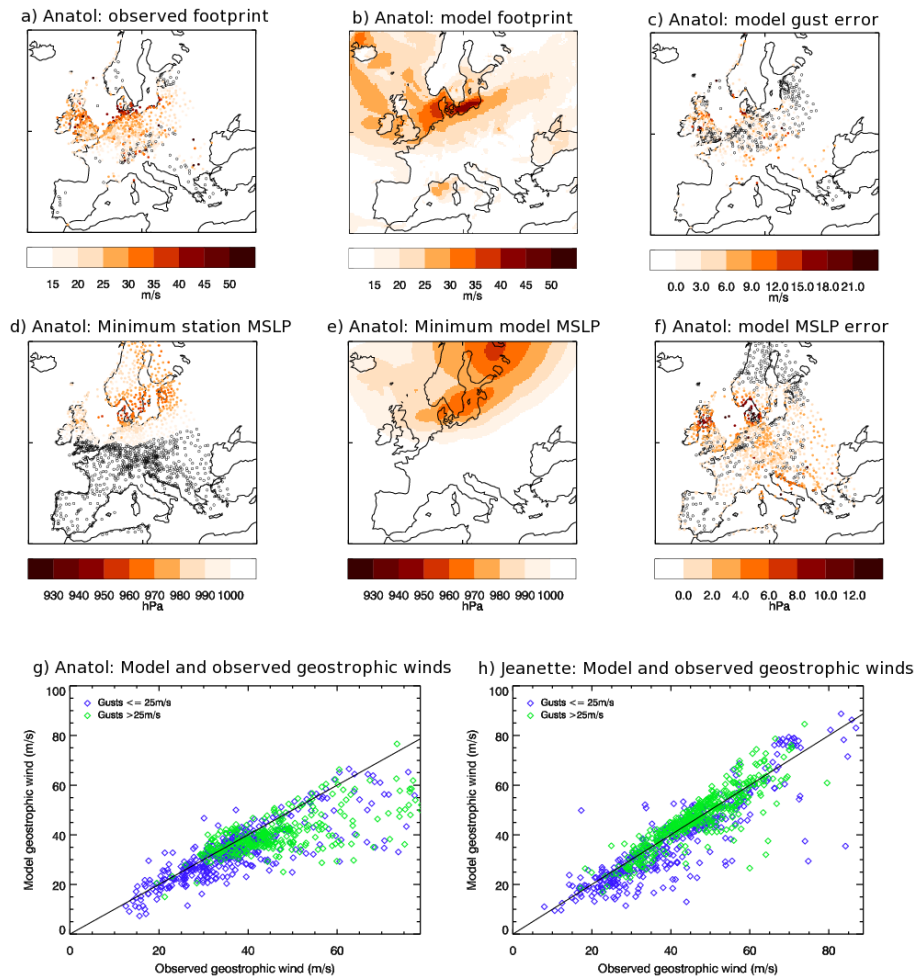 a) Anatol: observed footprint
b) Anatol: model footprint
c) Anatol: model gust error
15 20 25 30 35 40 45 50
m/s
15 20 25 30 35 40 45 50
m/s
0.0 3.0 6.0 9.0 12.0 15.0 18.0 21.0
m/s
d) Anatol: Minimum station MSLP
e) Anatol: Minimum model MSLP
f) Anatol: model MSLP error
930 940 950 960 970 980 990 1000
hPa
930 940 950 960 970 980 990 1000
hPa
0.0 2.0 4.0 6.0 8.0 10.0 12.0
hPa
g) Anatol: Model and observed geostrophic winds
100
80
60
40
20
0
Model geostrophic wind (m/s)
Gusts <= 25m/s
Gusts >25m/s
0 20 40 60
Observed geostrophic wind (m/s)
h) Jeanette: Model and observed geostrophic winds
100
80
60
40
20
0
Model geostrophic wind (m/s)
Gusts <= 25m/s
Gusts >25m/s
0 20 40 60 80
Observed geostrophic wind (m/s)